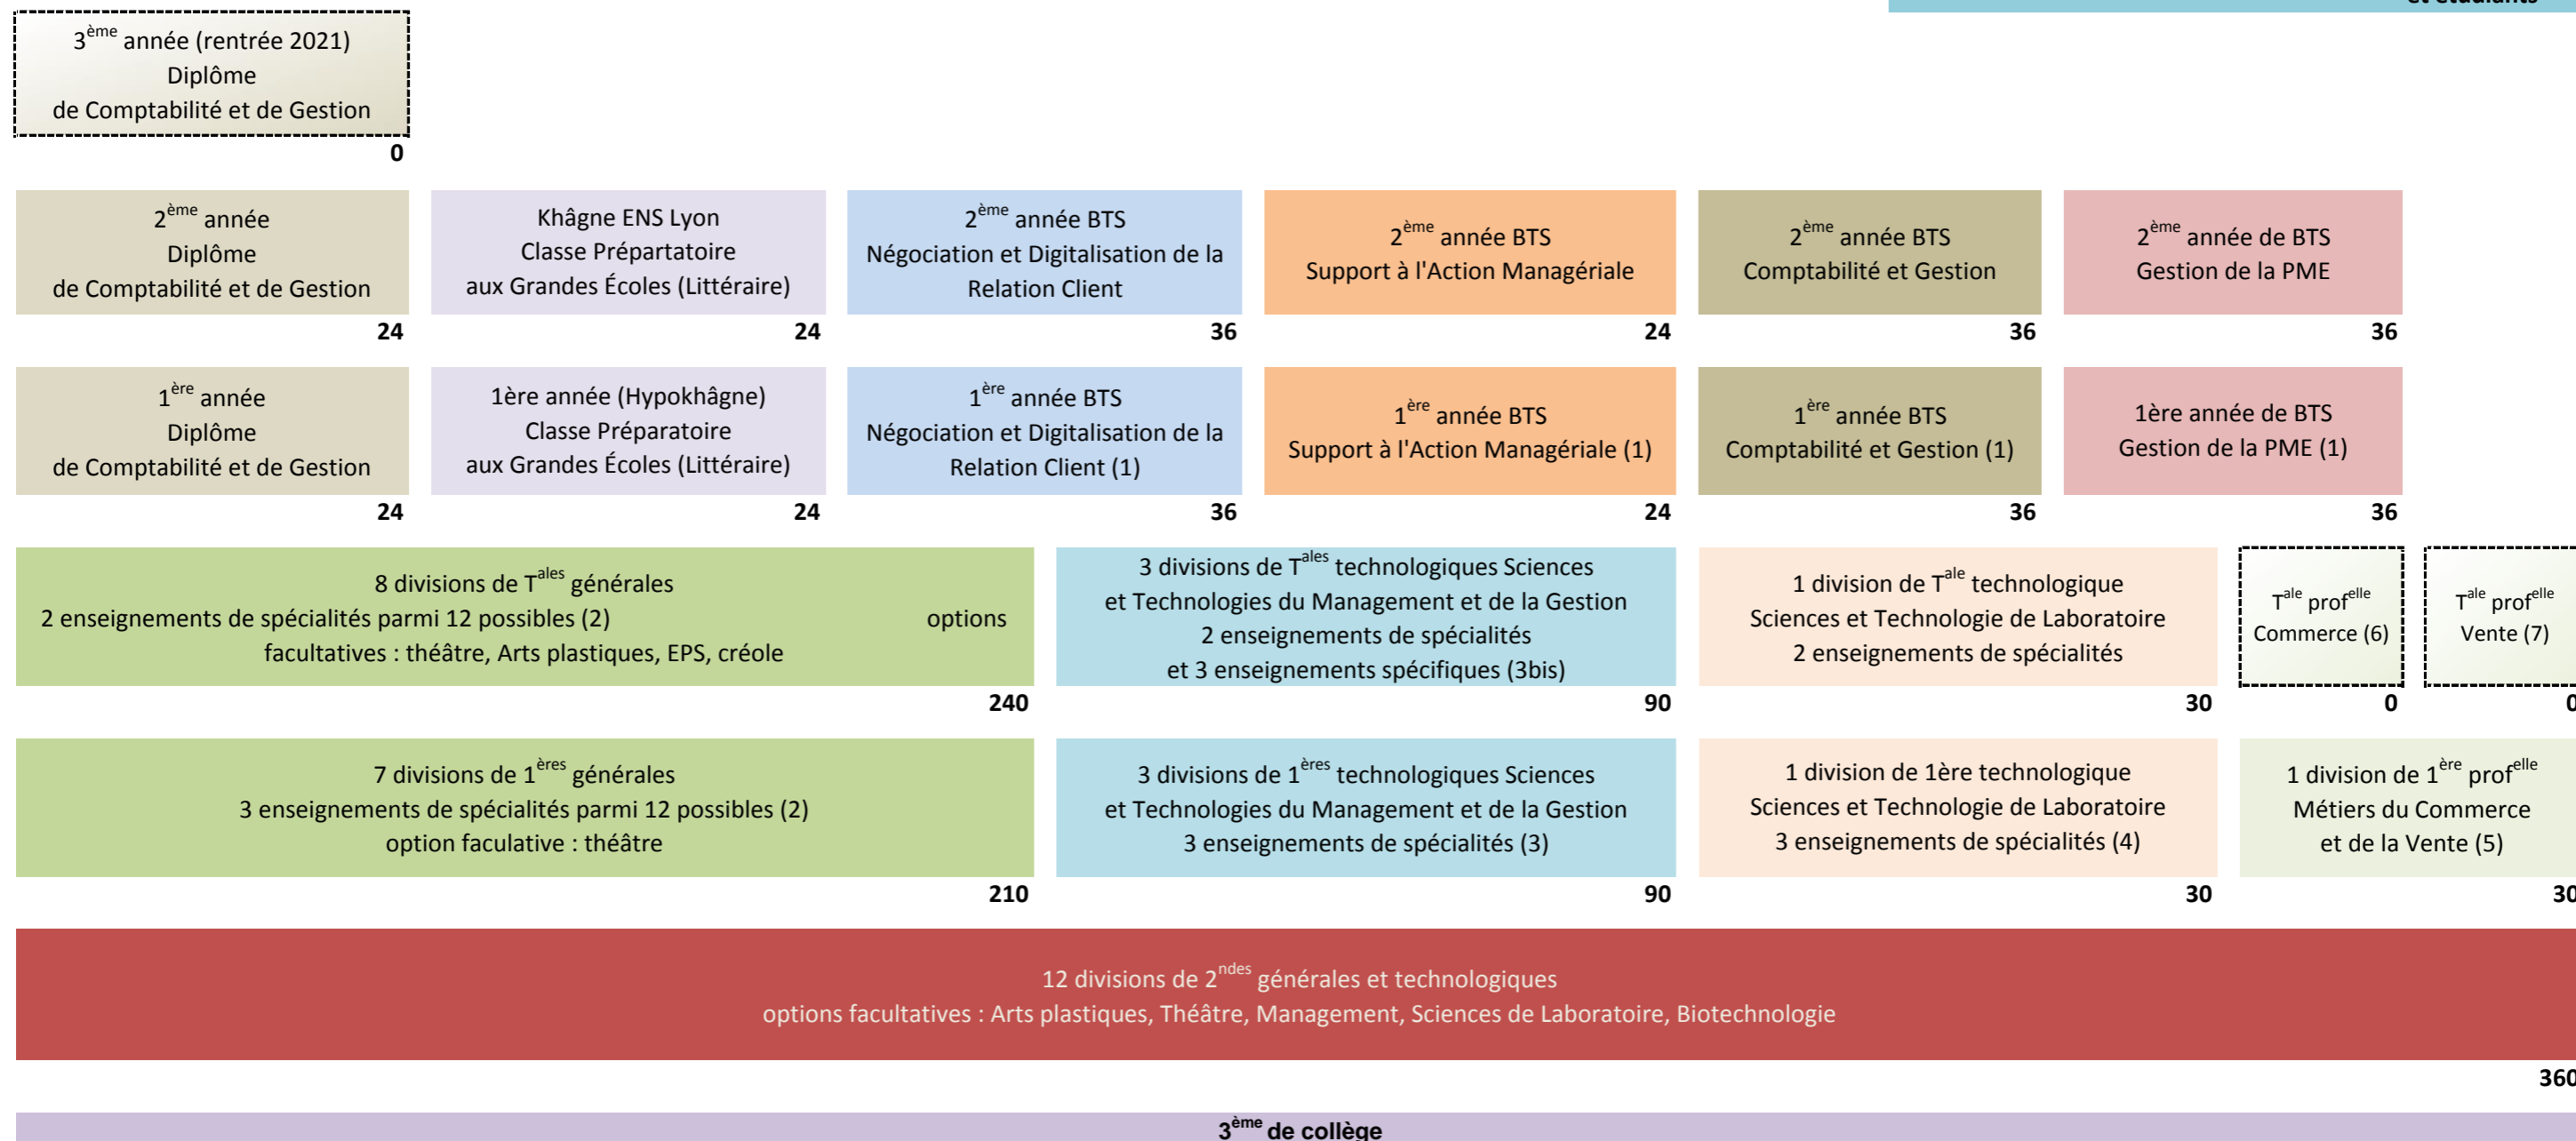 et étudiants
3ème année (rentrée 2021)
Diplôme
de Comptabilité et de Gestion
0
2ème année
Diplôme
de Comptabilité et de Gestion
24
Khâgne ENS Lyon
Classe Prépartatoire
aux Grandes Écoles (Littéraire)
24
2ème année BTS
Négociation et Digitalisation de la
Relation Client
36
2ème année BTS
Support à l'Action Managériale
24
2ème année BTS
Comptabilité et Gestion
36
2ème année de BTS
Gestion de la PME
36
1ère année
Diplôme
de Comptabilité et de Gestion
24
1ère année (Hypokhâgne)
Classe Préparatoire
aux Grandes Écoles (Littéraire)
24
1ère année BTS
Négociation et Digitalisation de la
Relation Client (1)
36
1ère année BTS
Support à l'Action Managériale (1)
24
1ère année BTS
Comptabilité et Gestion (1)
36
1ère année de BTS
Gestion de la PME (1)
36
8 divisions de Tales générales
2 enseignements de spécialités parmi 12 possibles (2) options
facultatives : théâtre, Arts plastiques, EPS, créole
240
3 divisions de Tales technologiques Sciences
et Technologies du Management et de la Gestion
2 enseignements de spécialités
et 3 enseignements spécifiques (3bis)
90
1 division de Tale technologique
Sciences et Technologie de Laboratoire
2 enseignements de spécialités
30
Tale profelle
Commerce (6)
0
Tale profelle
Vente (7)
0
7 divisions de 1ères générales
3 enseignements de spécialités parmi 12 possibles (2)
option faculative : théâtre
210
3 divisions de 1ères technologiques Sciences
et Technologies du Management et de la Gestion
3 enseignements de spécialités (3)
90
1 division de 1ère technologique
Sciences et Technologie de Laboratoire
3 enseignements de spécialités (4)
30
1 division de 1ère profelle
Métiers du Commerce
et de la Vente (5)
30
12 divisions de 2ndes générales et technologiques
options facultatives : Arts plastiques, Théâtre, Management, Sciences de Laboratoire, Biotechnologie
360
3ème de collège